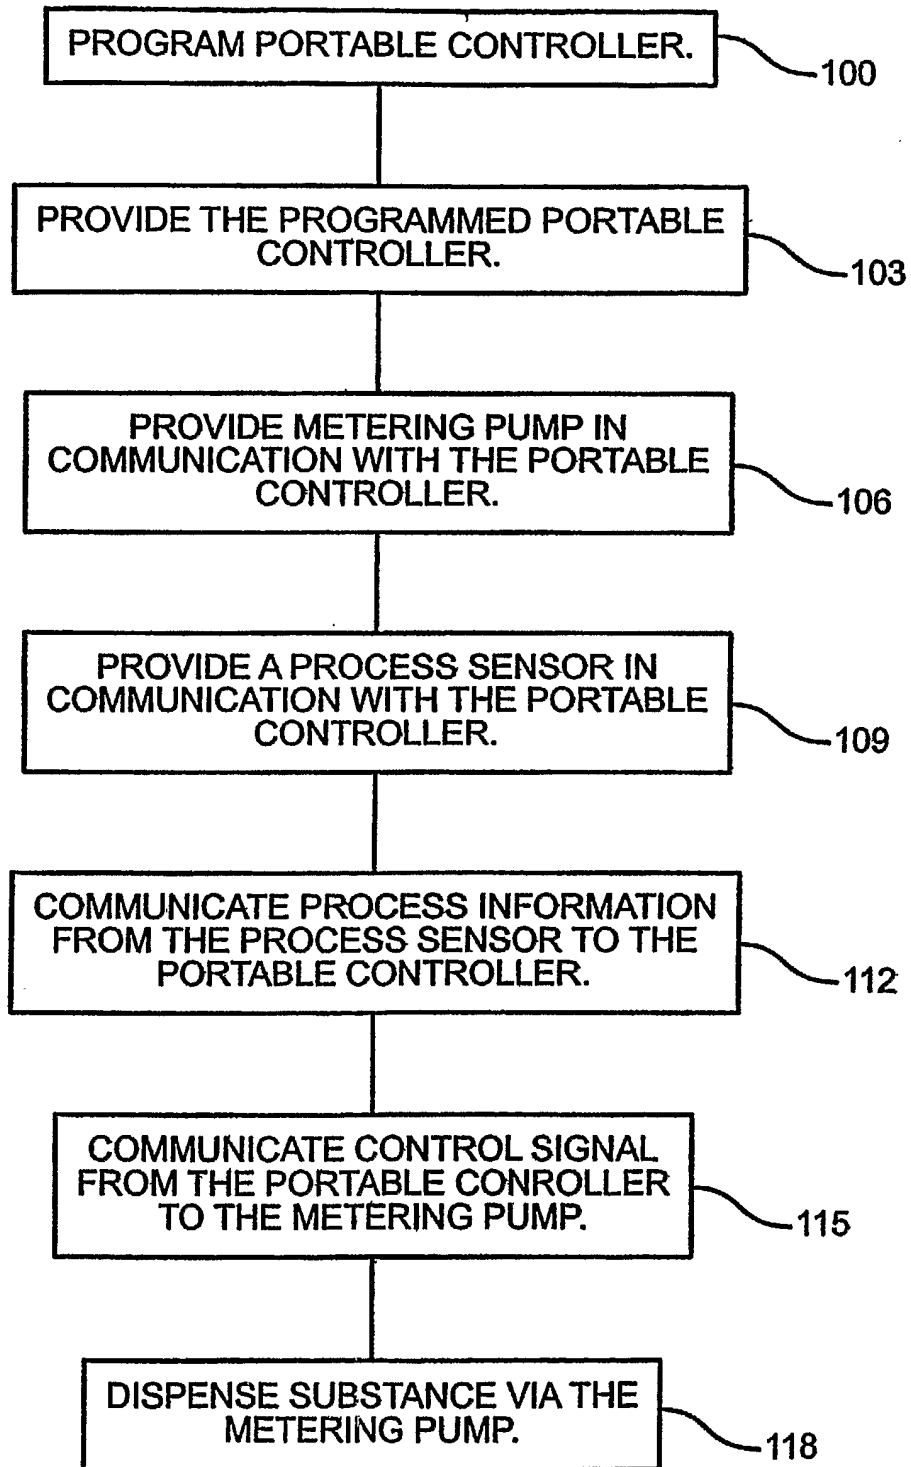 PROGRAM PORTABLE CONTROLLER.
100
PROVIDE THE PROGRAMMED PORTABLE
CONTROLLER.
103
PROVIDE METERING PUMP IN
COMMUNICATION WITH THE PORTABLE
CONTROLLER.
106
PROVIDE A PROCESS SENSOR IN
COMMUNICATION WITH THE PORTABLE
CONTROLLER.
109
COMMUNICATE PROCESS INFORMATION
FROM THE PROCESS SENSOR TO THE
PORTABLE CONTROLLER.
112
COMMUNICATE CONTROL SIGNAL
FROM THE PORTABLE CONROLLER
TO THE METERING PUMP.
115
DISPENSE SUBSTANCE VIA THE
METERING PUMP.
118